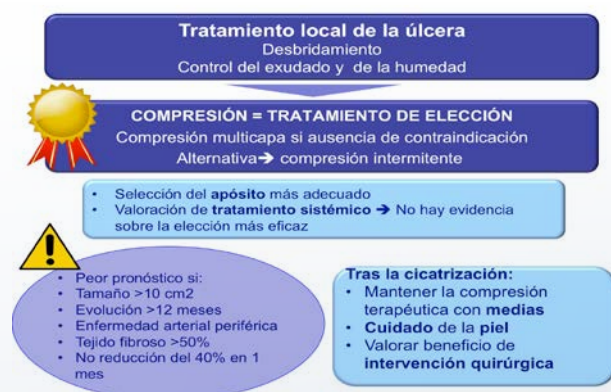 Tratamiento local de la úlcera
Desbridamiento
Control del exudado y de la humedad
COMPRESIÓN = TRATAMIENTO DE ELECCIÓN
Compresión multicapa si ausencia de contraindicación
Alternativa➔ compresión intermitente
• Selección del apósito más adecuado
• Valoración de tratamiento sistémico ➔ No hay evidencia
sobre la elección más eficaz
• Peor pronóstico si:
• Tamaño >10 cm2
• Evolución >12 meses
• Enfermedad arterial periférica
• Tejido fibroso >50%
• No reducción del 40% en 1
mes
Tras la cicatrización:
• Mantener la compresión
terapéutica con medias
• Cuidado de la piel
• Valorar beneficio de
intervención quirúrgica